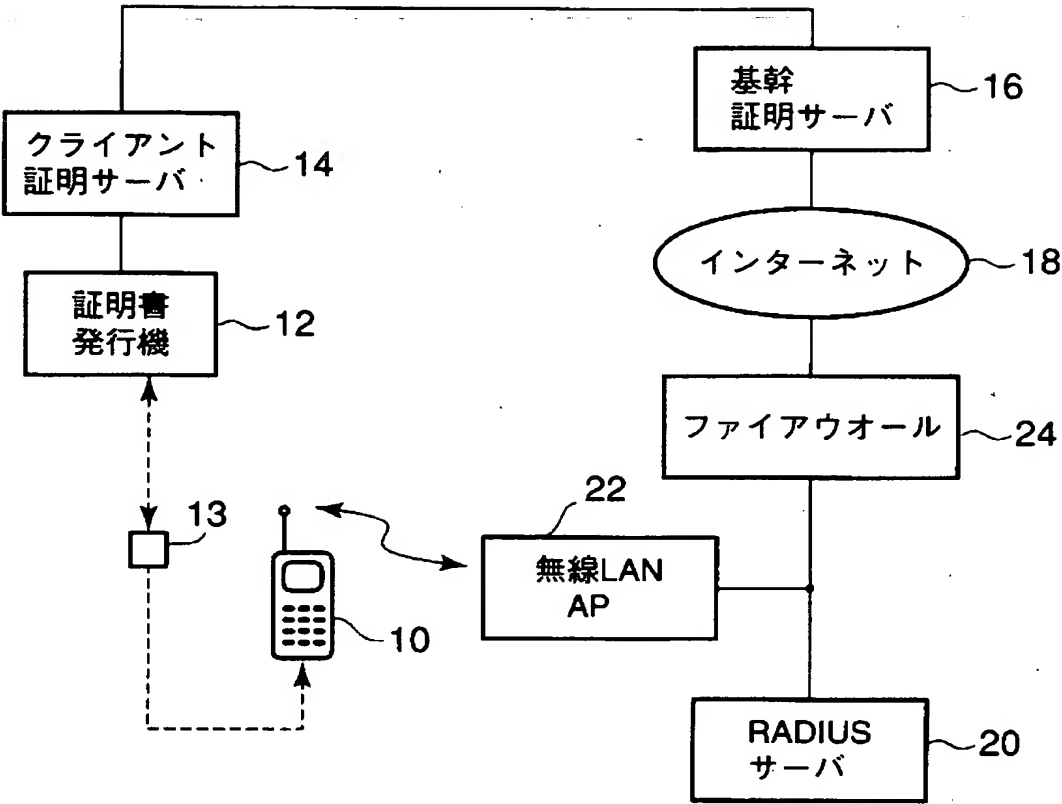 基幹
証明サーバ
16
クライアント
証明サーバ
14
インターネット
18
証明書
発行機
12
ファイアウオール
24
13
22
無線LAN
AP
10
RADIUS
サーバ
20